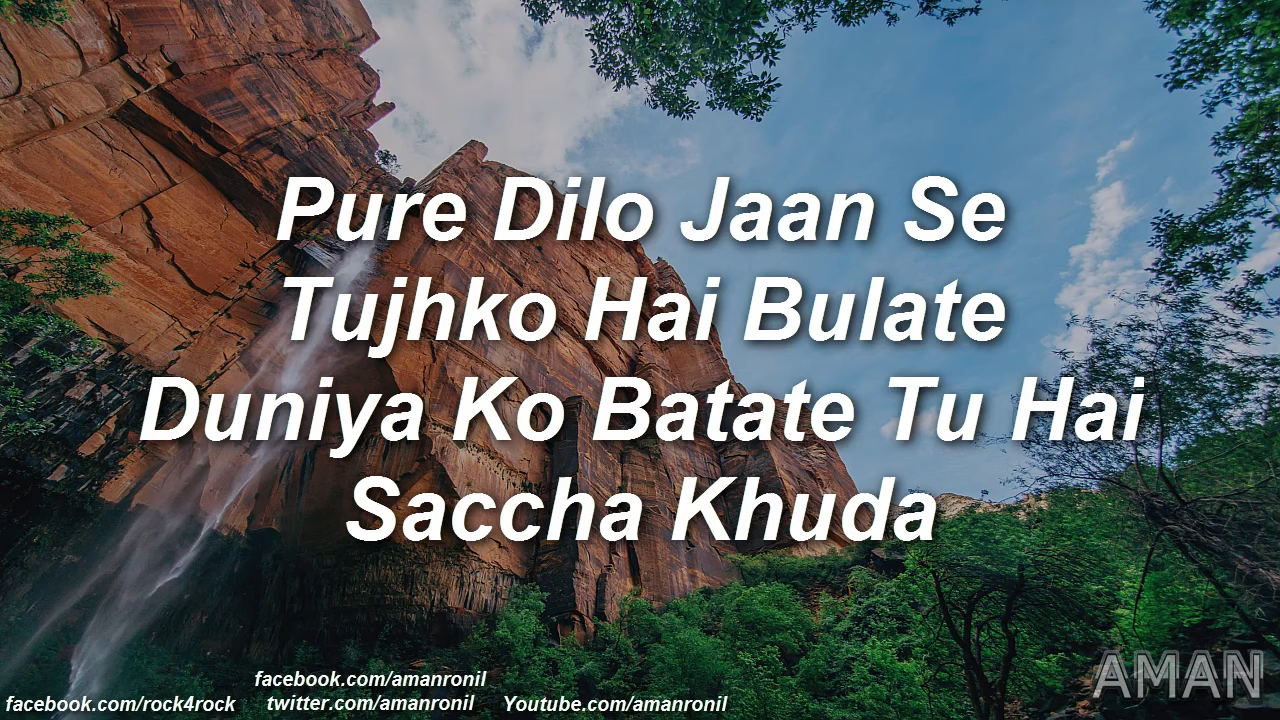 Pure Dilo Jaan Se
Tujhko Hai Bulate
Duniya Ko Batate Tu Hai
Saccha Khuda
facebook.com/amanronil
facebook.com/rock4rock
twitter.com/amanronil
Youtube.com/amanronil
AMAN